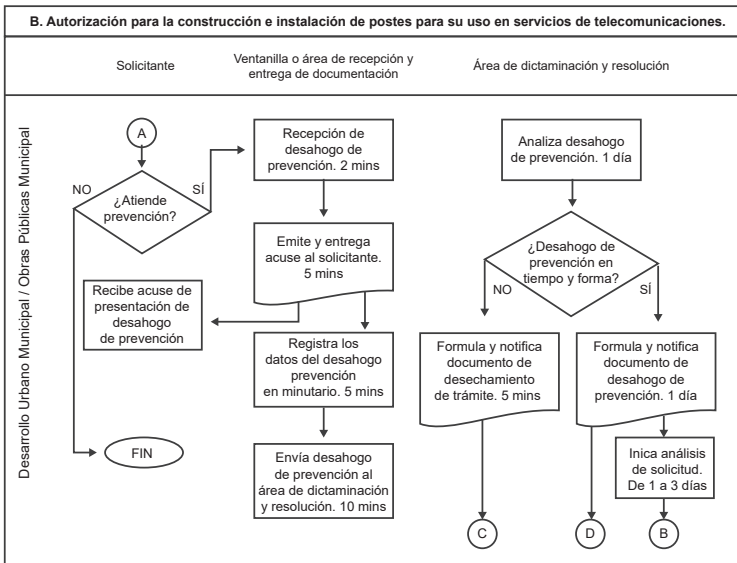 B. Autorización para la construcción e instalación de postes para su uso en servicios de telecomunicaciones.
Solicitante
Ventanilla o área de recepción y
entrega de documentación
Área de dictaminación y resolución
Desarrollo Urbano Municipal / Obras Públicas Municipal
A
NO
SÍ
¿Atiende
prevención?
Recibe acuse de
presentación de
desahogo
de prevención
FIN
Recepción de
desahogo de
prevención. 2 mins
Emite y entrega
acuse al solicitante.
5 mins
Registra los
datos del desahogo
prevención
en minutario. 5 mins
Envía desahogo
de prevención al
área de dictaminación
y resolución. 10 mins
Analiza desahogo
de prevención. 1 día
¿Desahogo de
prevención en
tiempo y forma?
NO
SÍ
Formula y notifica
documento de
desechamiento
de trámite. 5 mins
Formula y notifica
documento de
desahogo de
prevención. 1 día
Inica análisis
de solicitud.
De 1 a 3 días
C
D
B